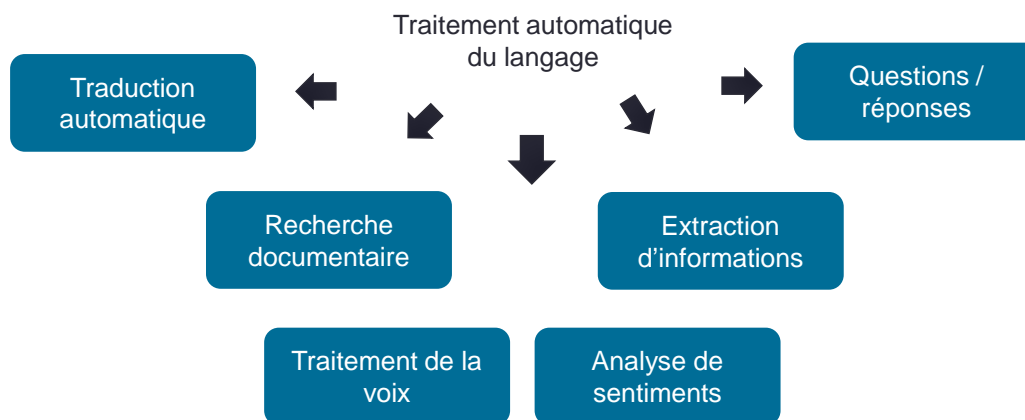 Traitement automatique
du langage
Traduction
automatique
Questions /
réponses
Recherche
documentaire
Extraction
d’informations
Traitement de la
voix
Analyse de
sentiments